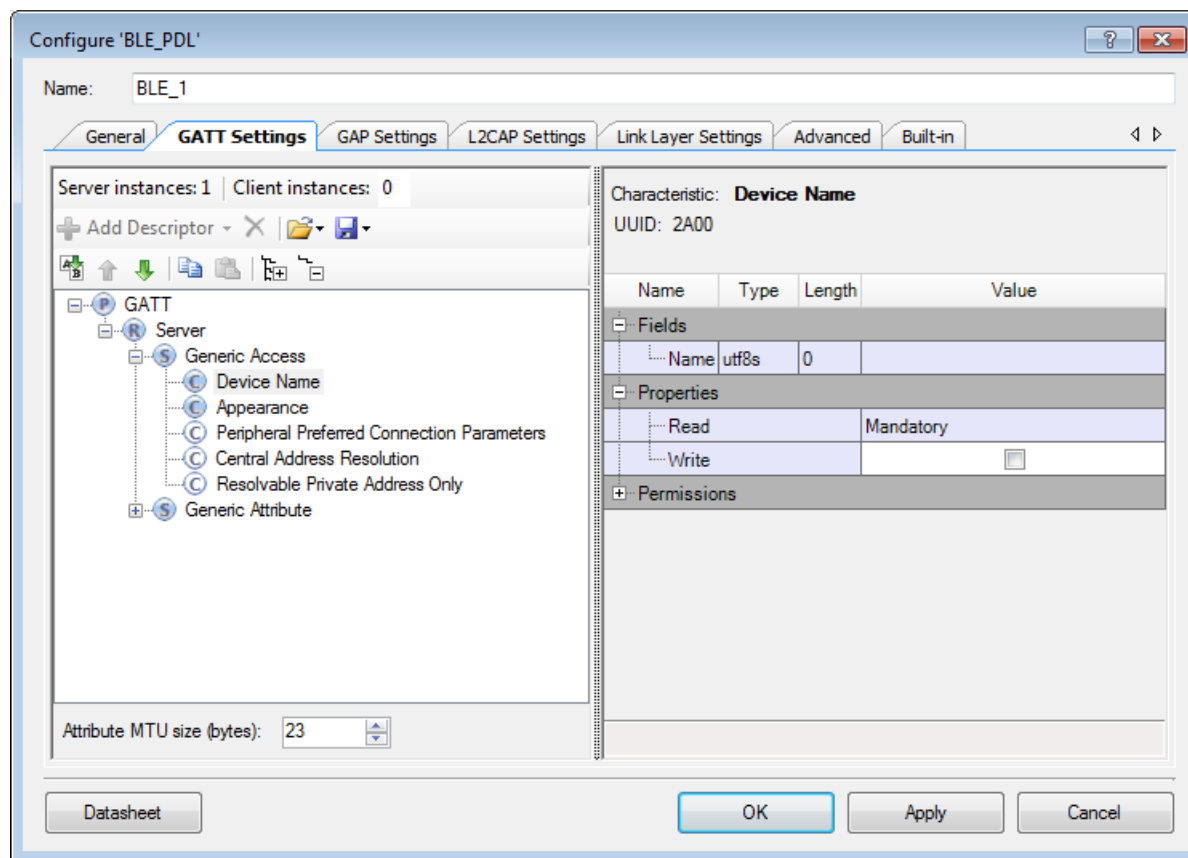 Configure 'BLE_PDL'
Name: BLE_1
General GATT Settings GAP Settings L2CAP Settings Link Layer Settings Advanced Built-in
Server instances: 1 Client instances: 0
Add Descriptor
Characteristic: Device Name
UUID: 2A00
GATT
Server
Generic Access
Device Name
Appearance
Peripheral Preferred Connection Parameters
Central Address Resolution
Resolvable Private Address Only
Generic Attribute
Attribute MTU size (bytes): 23
Name Type Length Value
Fields
Name utf8s 0
Properties
Read Mandatory
Write
Permissions
Datasheet OK Apply Cancel